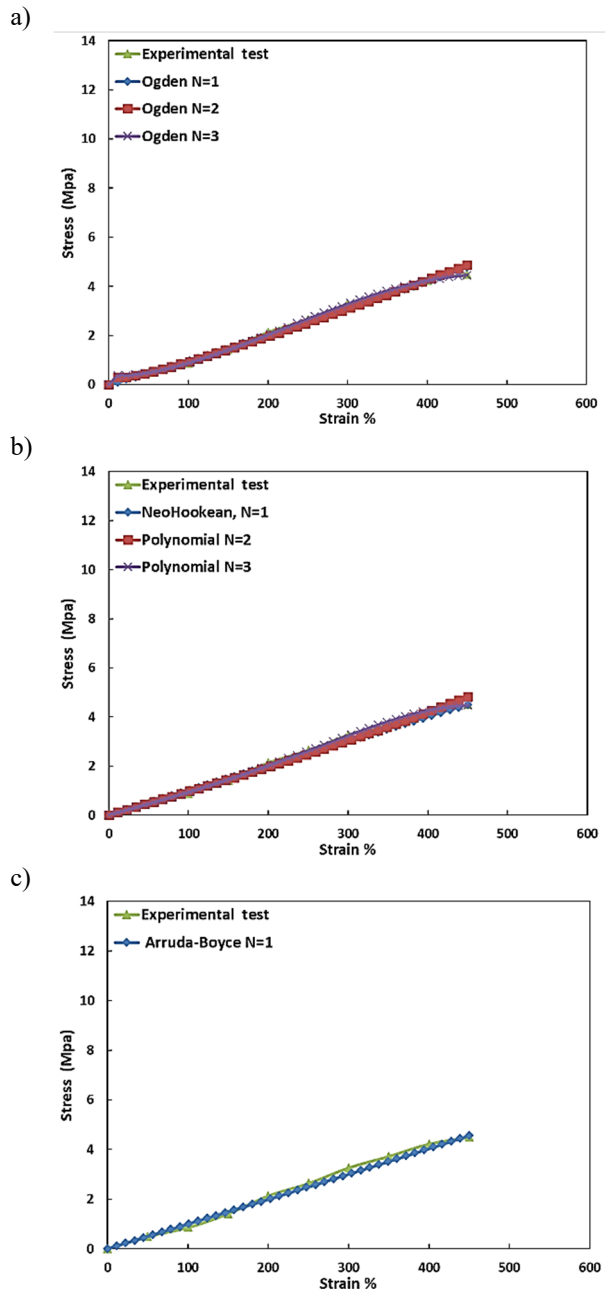 a)
14
12
10
8
6
4
2
0
Stress (Mpa)
Experimental test
Ogden N=1
Ogden N=2
Ogden N=3
0 100 200 300 400 500 600
Strain %
b)
14
12
10
8
6
4
2
0
Stress (Mpa)
Experimental test
NeoHookean, N=1
Polynomial N=2
Polynomial N=3
0 100 200 300 400 500 600
Strain %
c)
14
12
10
8
6
4
2
0
Stress (Mpa)
Experimental test
Arruda-Boyce N=1
0 100 200 300 400 500 600
Strain %